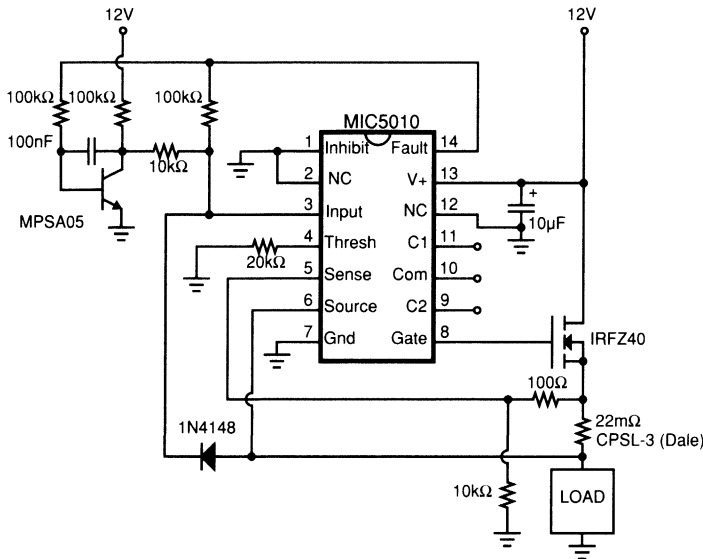 12V
12V
100kΩ
100kΩ
100kΩ
MIC5010
100nF
10kΩ
1
Inhibit
Fault
14
2
NC
V+
13
+
MPSA05
3
Input
NC
12
10µF
4
Thresh
C1
11
20kΩ
5
Sense
Com
10
6
Source
C2
9
7
Gnd
Gate
8
IRFZ40
100Ω
1N4148
22mΩ
CPSL-3 (Dale)
10kΩ
LOAD